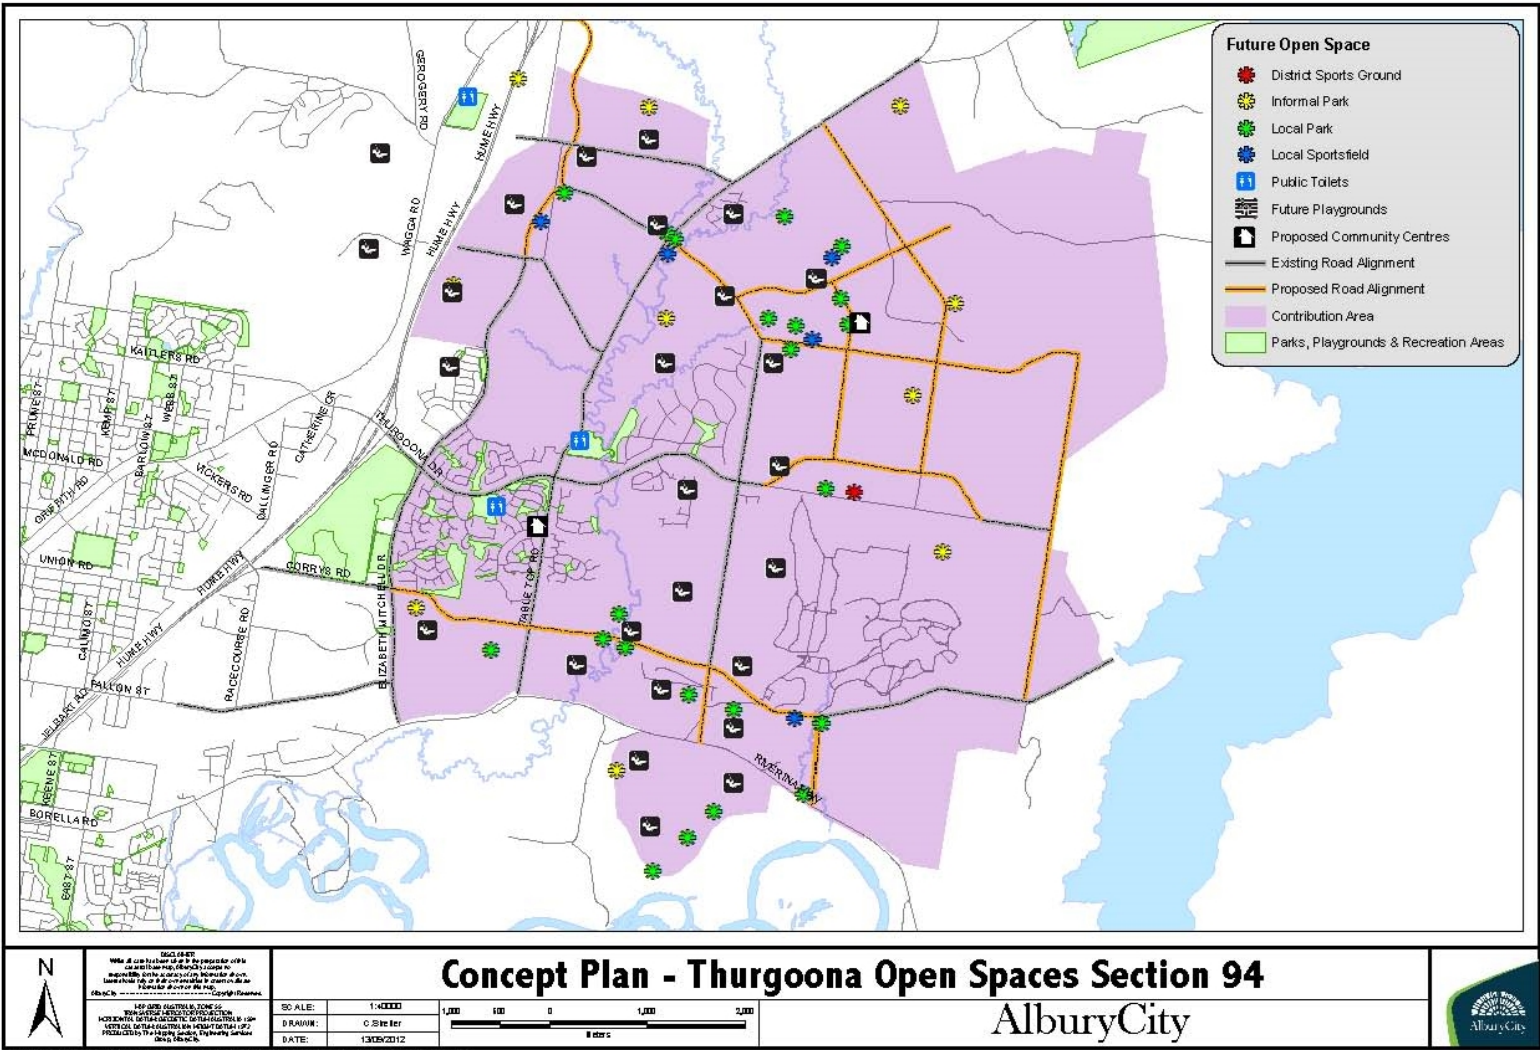 Future Open Space
District Sports Ground
Informal Park
Local Park
Local Sportsfield
Public Toilets
Future Playgrounds
Proposed Community Centres
Existing Road Alignment
Proposed Road Alignment
Contribution Area
Parks, Playgrounds & Recreation Areas
GEROGERY RD
HUME HWY
WAGGA RD
HUME HWY
KAITLERS RD
PRUNE ST
KEMP ST
WEBB ST
BARLOW ST
CATHERINE CR
THURGOONA DR
MCDONALD RD
VICKERS RD
DALLINGER RD
GRIFFITH RD
UNION RD
HUME HWY
CORRYS RD
ELIZABETH MITCHELL DR
TABLE TOP RD
CALIMO ST
HUME HWY
RACECOURSE RD
FALLON ST
JELBART RD
RIVERINA HWY
KEENE ST
BORELLA RD
EAST ST
N
DISCLAIMER
SCALE:
1:40000
DRAWN:
DATE:
13/09/2012
Concept Plan - Thurgoona Open Spaces Section 94
1,000 500 0 1,000 2,000
Meters
AlburyCity
AlburyCity